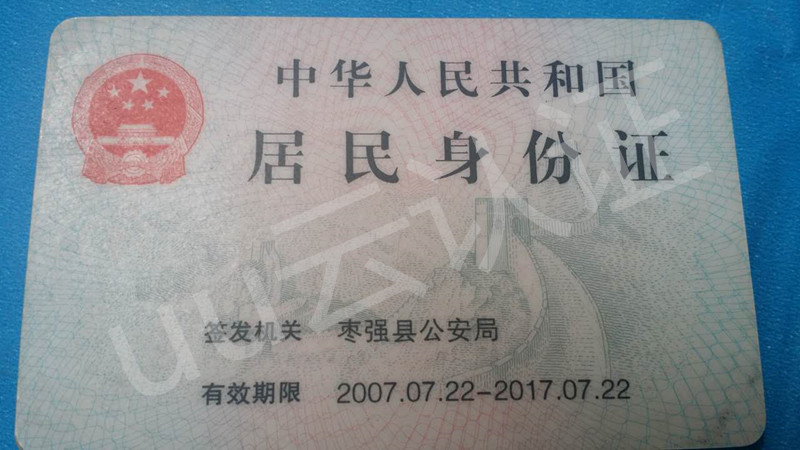 中华人民共和国
居民身份证
uu云认证
签发机关 枣强县公安局
有效期限 2007.07.22-2017.07.22